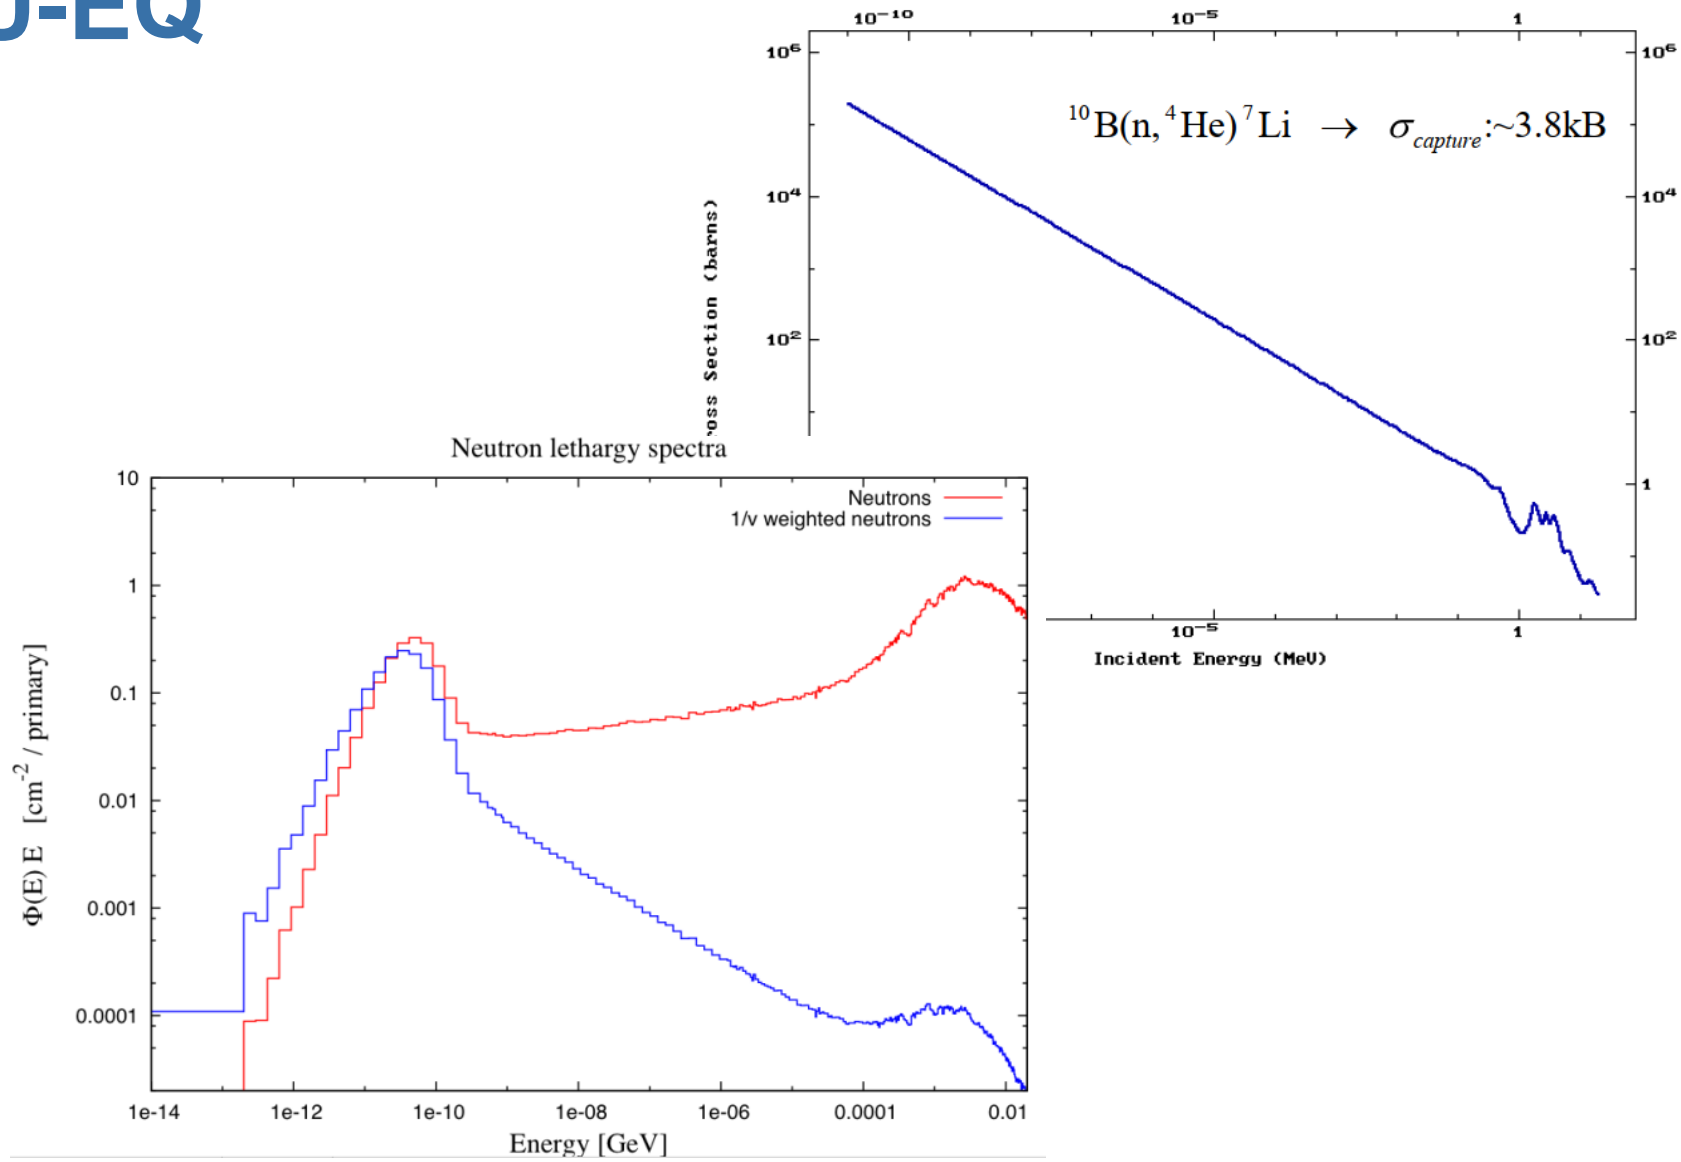 U-EQ
10⁻¹⁰ 10⁻⁵ 1
10⁶ 10⁶
¹⁰B(n,⁴He)⁷Li → σcapture:~3.8kB
10⁴ 10⁴
ross Section (barns)
10² 10²
1
10⁻⁵ 1
Incident Energy (MeV)
Neutron lethargy spectra
Neutrons
1/v weighted neutrons
10
1
0.1
0.01
0.001
0.0001
Φ(E) E [cm⁻² / primary]
1e-14 1e-12 1e-10 1e-08 1e-06 0.0001 0.01
Energy [GeV]